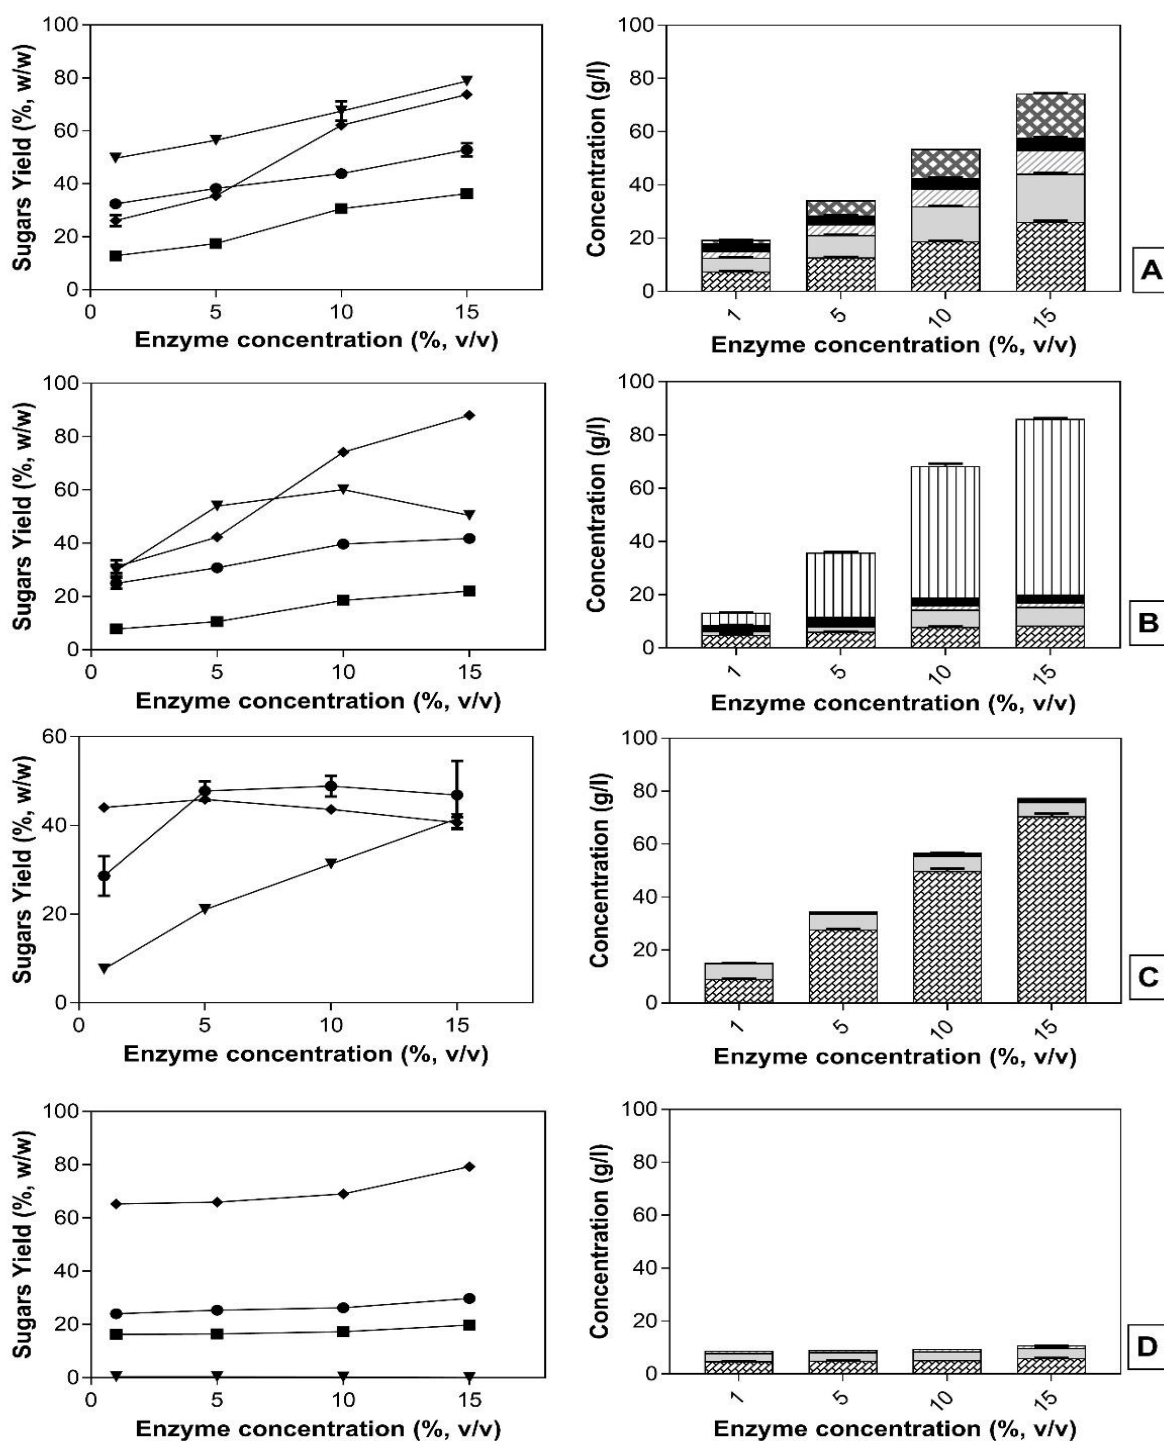 Sugars Yield (%, w/w)
100
80
60
40
20
0
0 5 10 15
Enzyme concentration (%, v/v)
Concentration (g/l)
100
80
60
40
20
0
1 5 10 15
Enzyme concentration (%, v/v)
A
Sugars Yield (%, w/w)
100
80
60
40
20
0
0 5 10 15
Enzyme concentration (%, v/v)
Concentration (g/l)
100
80
60
40
20
0
1 5 10 15
Enzyme concentration (%, v/v)
B
Sugars Yield (%, w/w)
60
40
20
0
0 5 10 15
Enzyme concentration (%, v/v)
Concentration (g/l)
100
80
60
40
20
0
1 5 10 15
Enzyme concentration (%, v/v)
C
Sugars Yield (%, w/w)
100
80
60
40
20
0
0 5 10 15
Enzyme concentration (%, v/v)
Concentration (g/l)
100
80
60
40
20
0
1 5 10 15
Enzyme concentration (%, v/v)
D